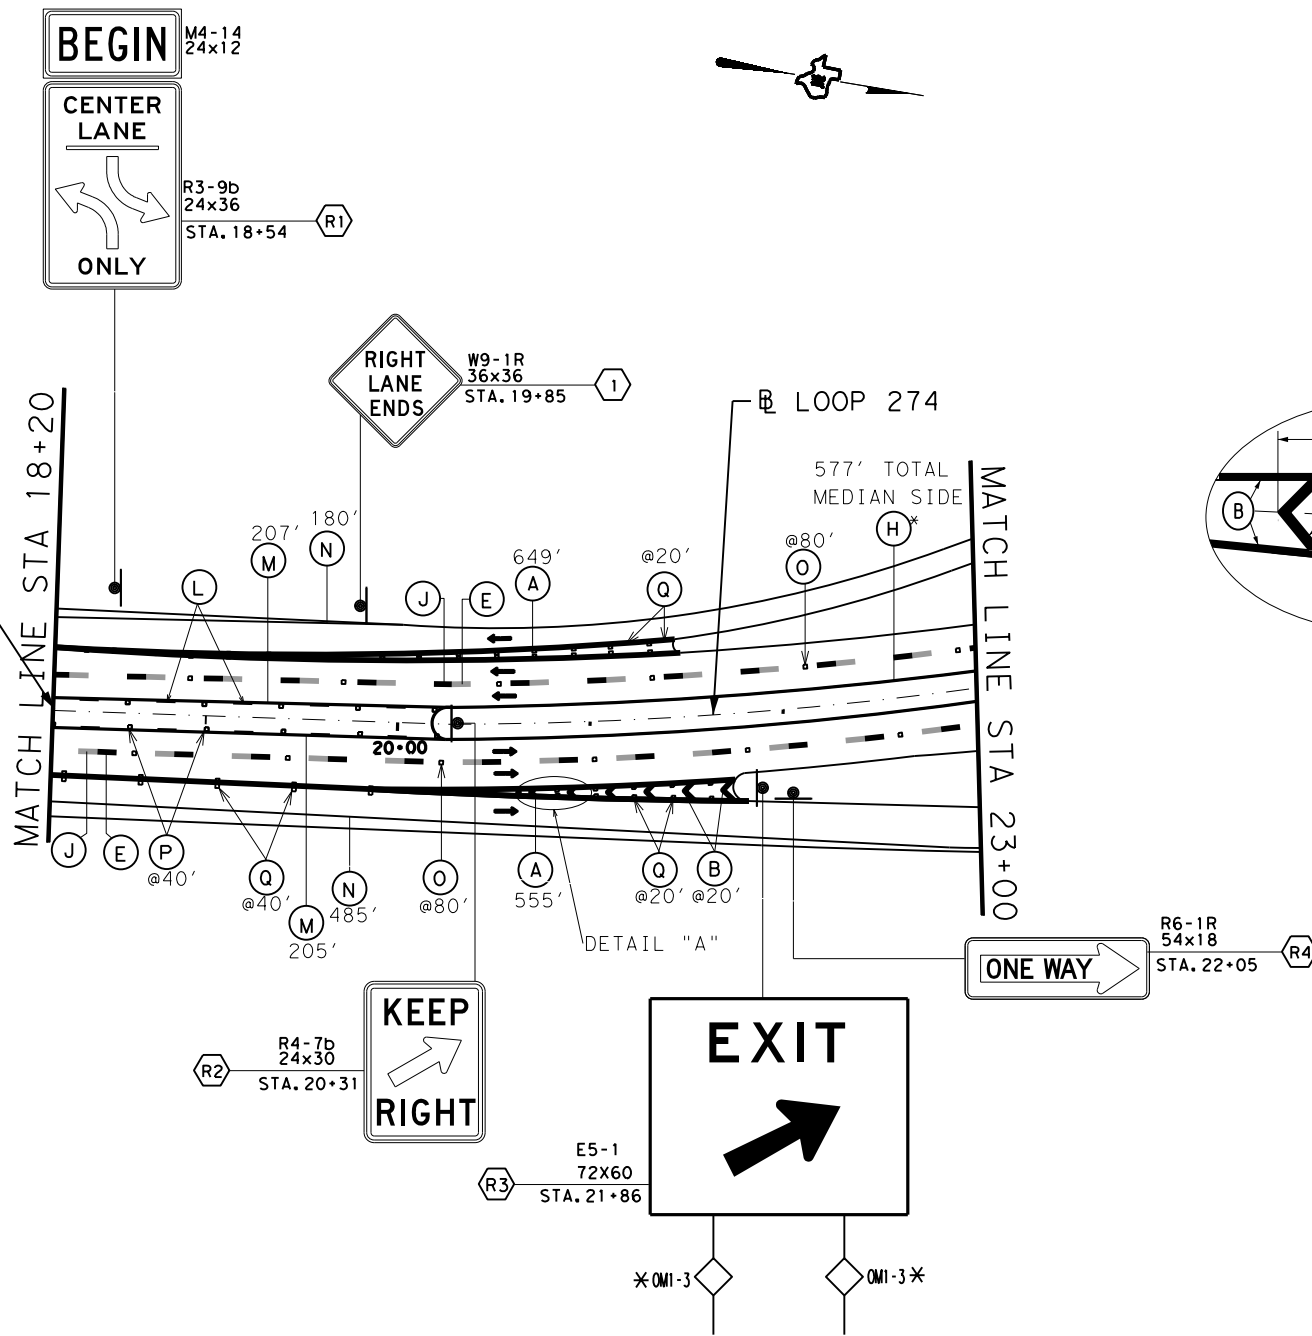 BEGIN
M4-14
24x12
CENTER
LANE
ONLY
R3-9b
24x36
STA. 18+54
R1
RIGHT
LANE
ENDS
W9-1R
36x36
STA. 19+85
1
BL LOOP 274
577' TOTAL
MEDIAN SIDE
H*
MATCH LINE STA 18+20
MATCH LINE STA 23+00
B
207'
M
180'
N
L
J
E
649'
A
@20'
Q
@80'
O
20+00
J
E
P
@40'
Q
@40'
M
205'
N
485'
O
@80'
A
555'
Q
@20'
B
@20'
DETAIL "A"
R6-1R
54x18
STA. 22+05
R4
ONE WAY
KEEP
RIGHT
R4-7b
24x30
STA. 20+31
R2
EXIT
E5-1
72X60
STA. 21+86
R3
*OM1-3
OM1-3*